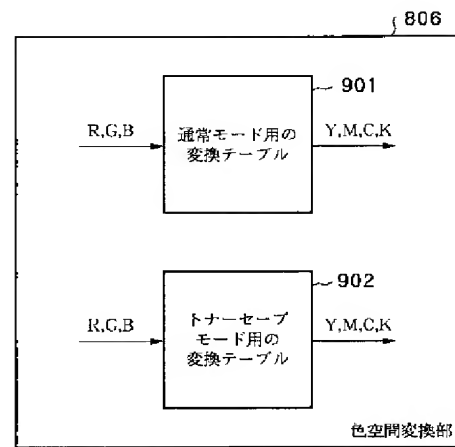 806
901
R,G,B
通常モード用の
変換テーブル
Y,M,C,K
902
R,G,B
トナーセーブ
モード用の
変換テーブル
Y,M,C,K
色空間変換部